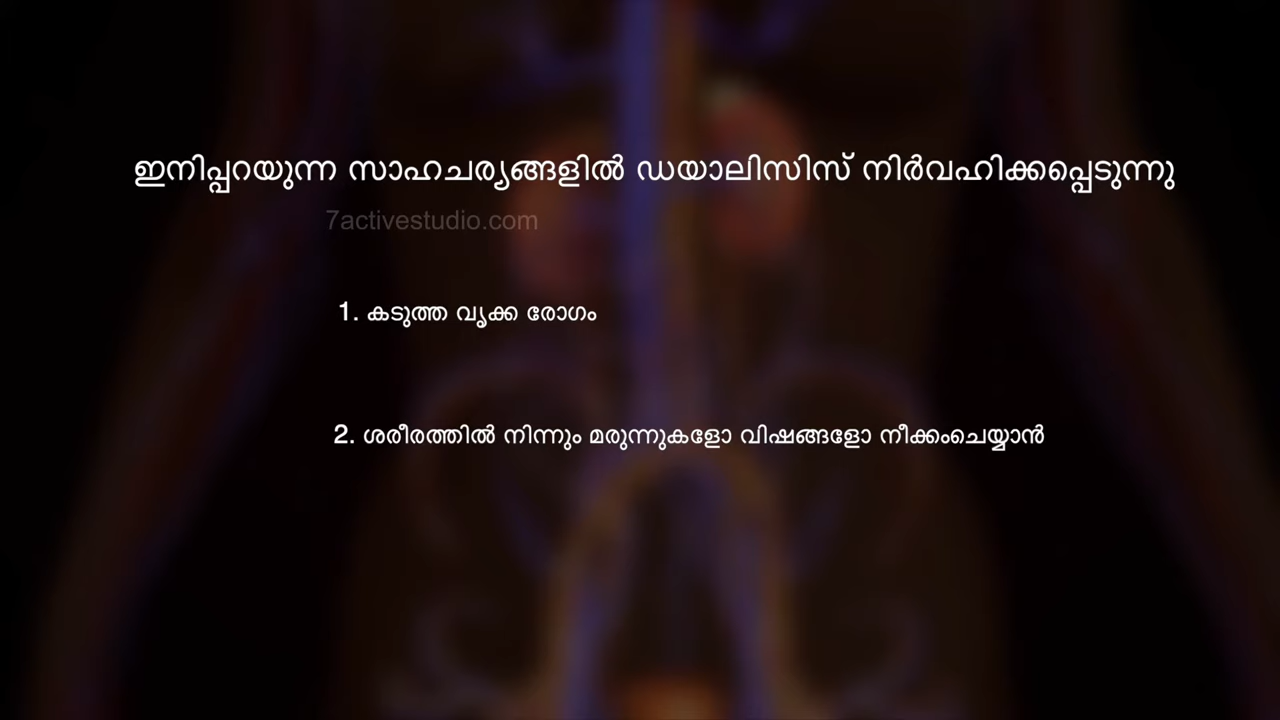 ഇനിപ്പറയുന്ന സാഹചര്യങ്ങളിൽ ഡയാലിസിസ് നിർവഹിക്കപ്പെടുന്നു
7activestudio.com
1. കടുത്ത വൃക്ക രോഗം
2. ശരീരത്തിൽ നിന്നും മരുന്നുകളോ വിഷങ്ങളോ നീക്കംചെയ്യാൻ